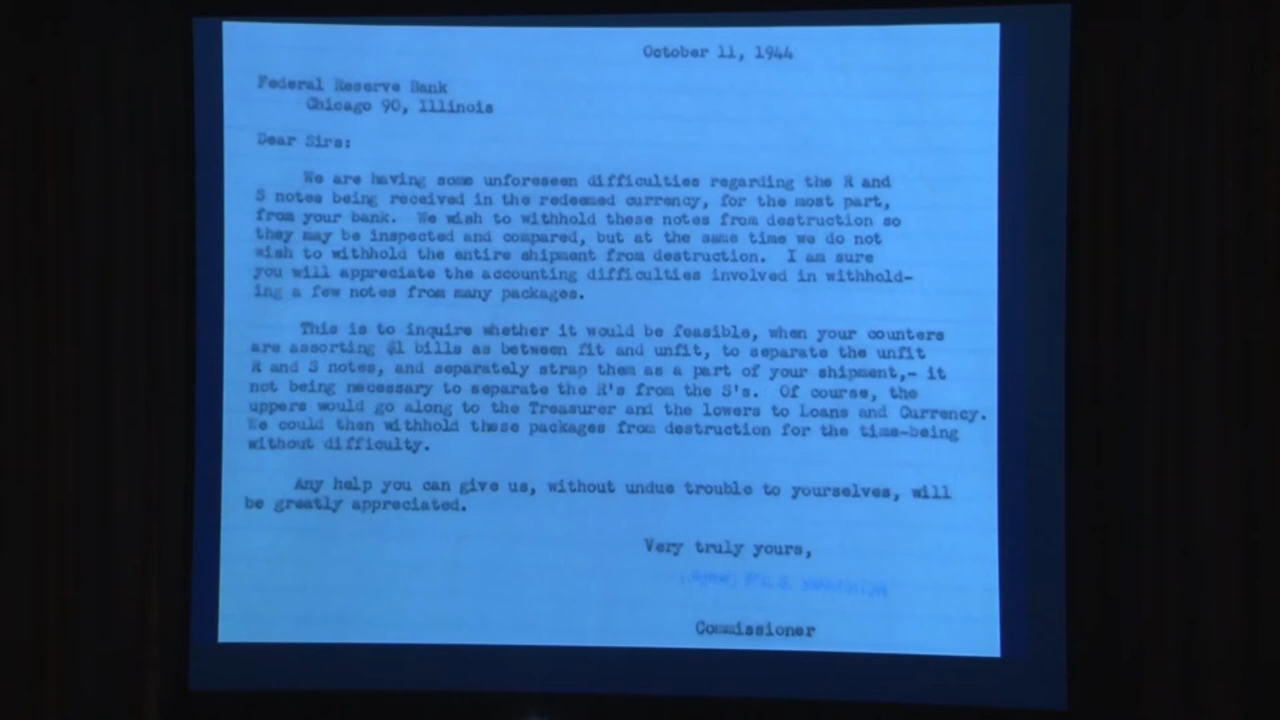 October 11, 1944
Federal Reserve Bank
Chicago 90, Illinois
Dear Sirs:
We are having some unforeseen difficulties regarding the R and
S notes being received in the redeemed currency, for the most part,
from your bank. We wish to withhold these notes from destruction so
they may be inspected and compared, but at the same time we do not
wish to withhold the entire shipment from destruction. I am sure
you will appreciate the accounting difficulties involved in withhold-
ing a few notes from many packages.
This is to inquire whether it would be feasible, when your counters
are assorting $1 bills as between fit and unfit, to separate the unfit
R and S notes, and separately strap them as a part of your shipment,- it
not being necessary to separate the R's from the S's. Of course, the
uppers would go along to the Treasurer and the lowers to Loans and Currency.
We could then withhold these packages from destruction for the time-being
without difficulty.
Any help you can give us, without undue trouble to yourselves, will
be greatly appreciated.
Very truly yours,
(Signed)
Commissioner